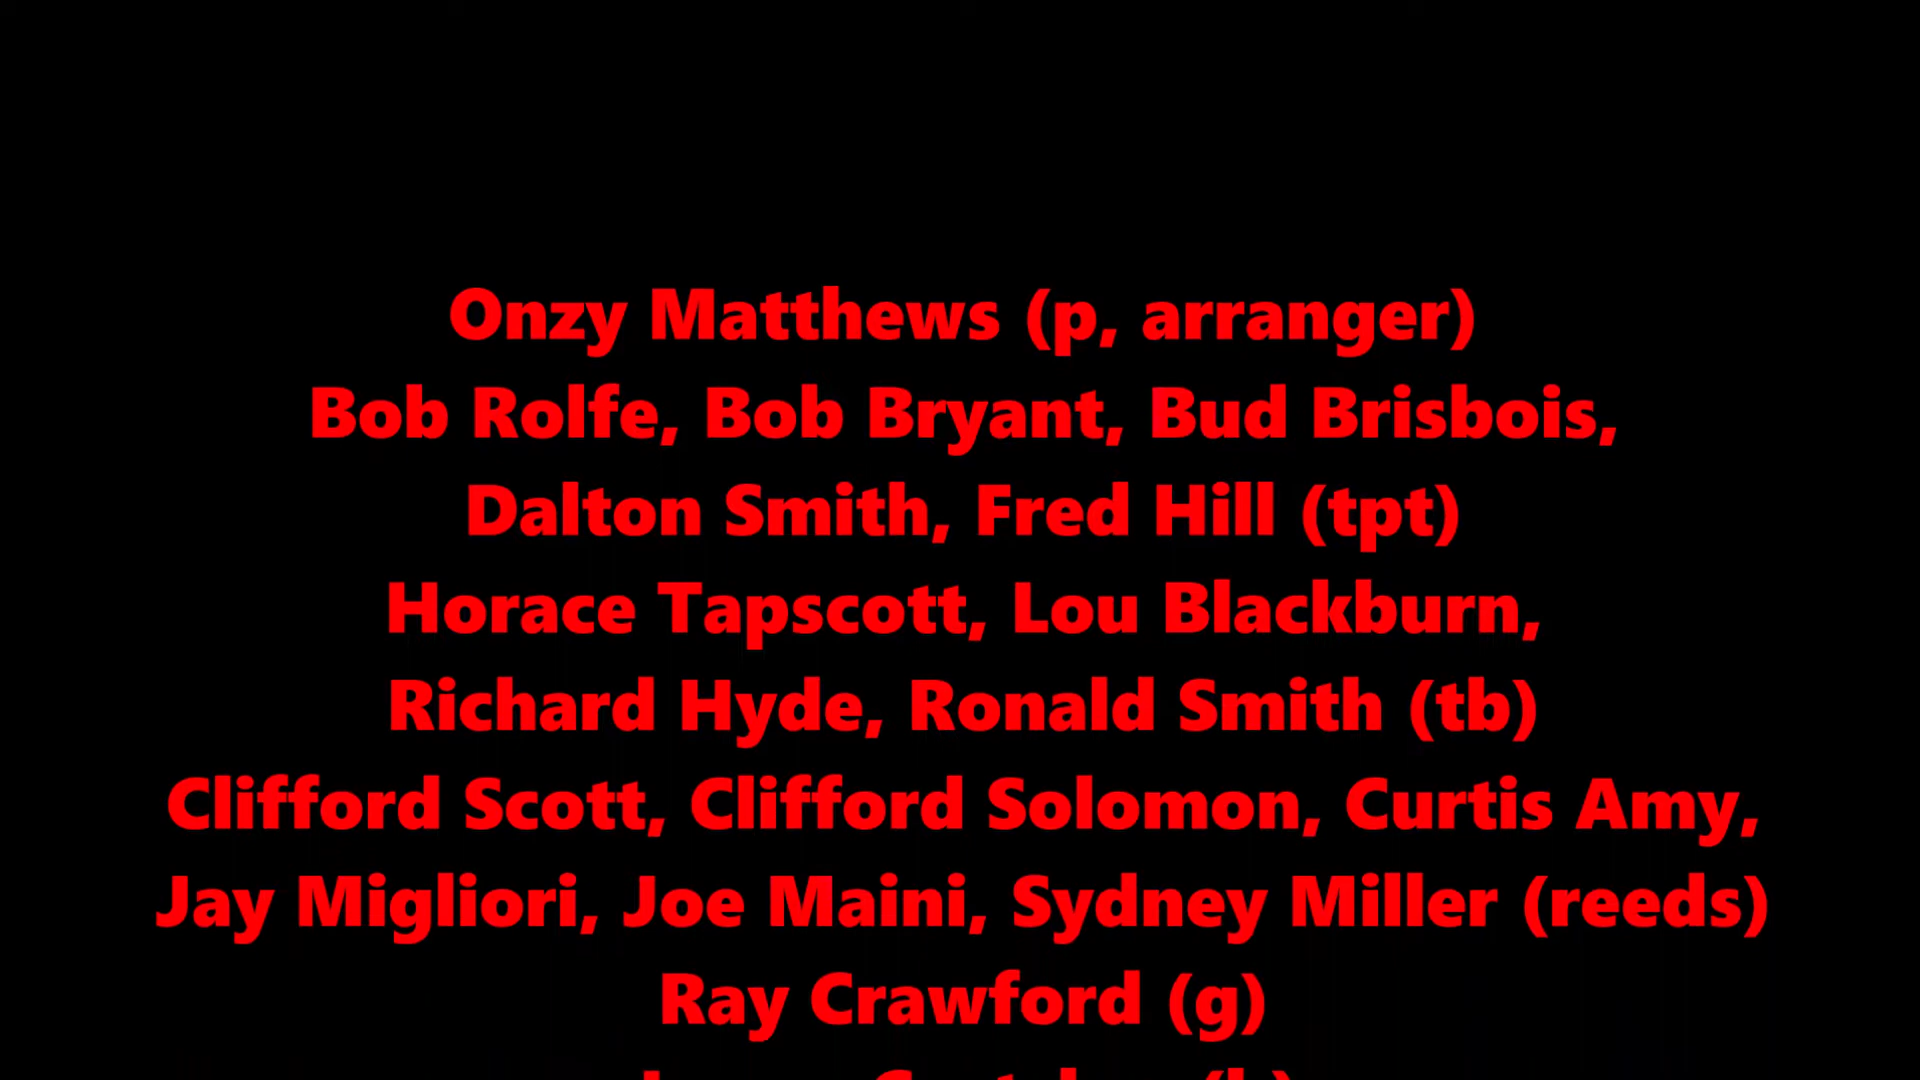 Onzy Matthews (p, arranger)
Bob Rolfe, Bob Bryant, Bud Brisbois,
Dalton Smith, Fred Hill (tpt)
Horace Tapscott, Lou Blackburn,
Richard Hyde, Ronald Smith (tb)
Clifford Scott, Clifford Solomon, Curtis Amy,
Jay Migliori, Joe Maini, Sydney Miller (reeds)
Ray Crawford (g)